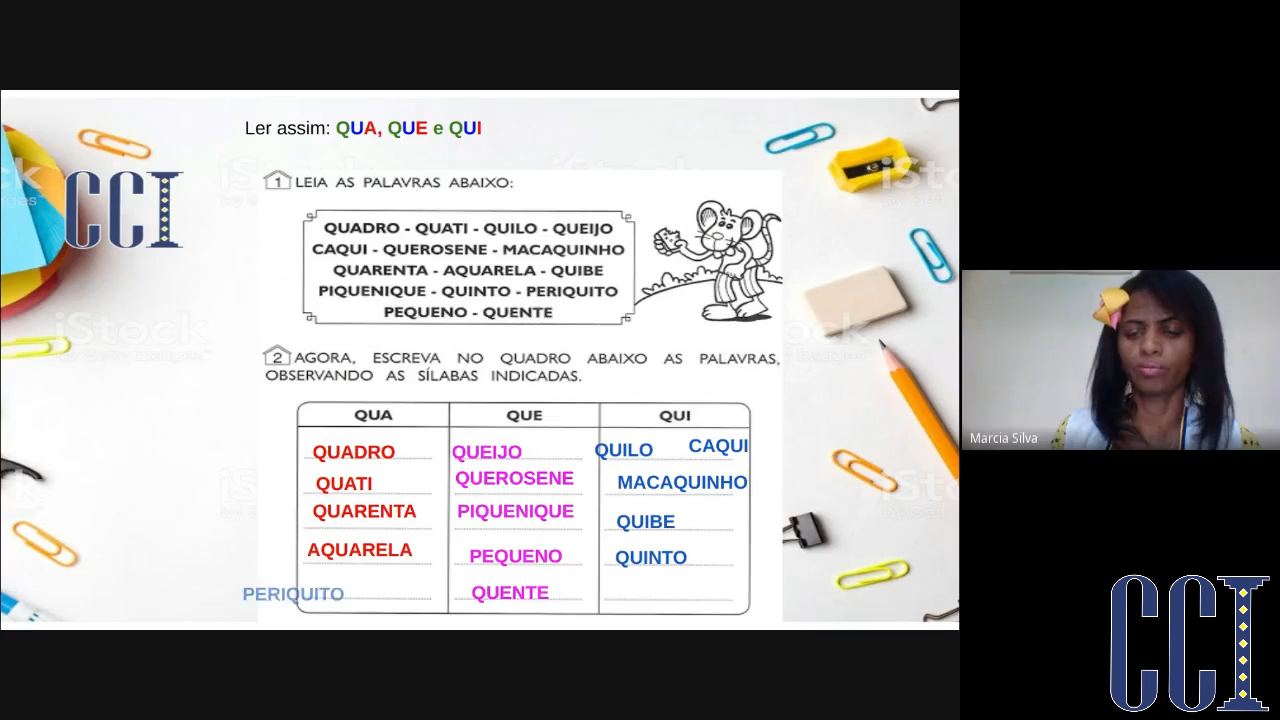 Ler assim: QUA, QUE e QUI
CCI
1 LEIA AS PALAVRAS ABAIXO:
QUADRO - QUATI - QUILO - QUEIJO
CAQUI - QUEROSENE - MACAQUINHO
QUARENTA - AQUARELA - QUIBE
PIQUENIQUE - QUINTO - PERIQUITO
PEQUENO - QUENTE
2 AGORA, ESCREVA NO QUADRO ABAIXO AS PALAVRAS,
OBSERVANDO AS SÍLABAS INDICADAS.
QUA QUE QUI
QUADRO QUEIJO QUILO CAQUI
QUATI QUEROSENE MACAQUINHO
QUARENTA PIQUENIQUE QUIBE
AQUARELA PEQUENO QUINTO
PERIQUITO QUENTE
iStock
Marcia Silva
CCI